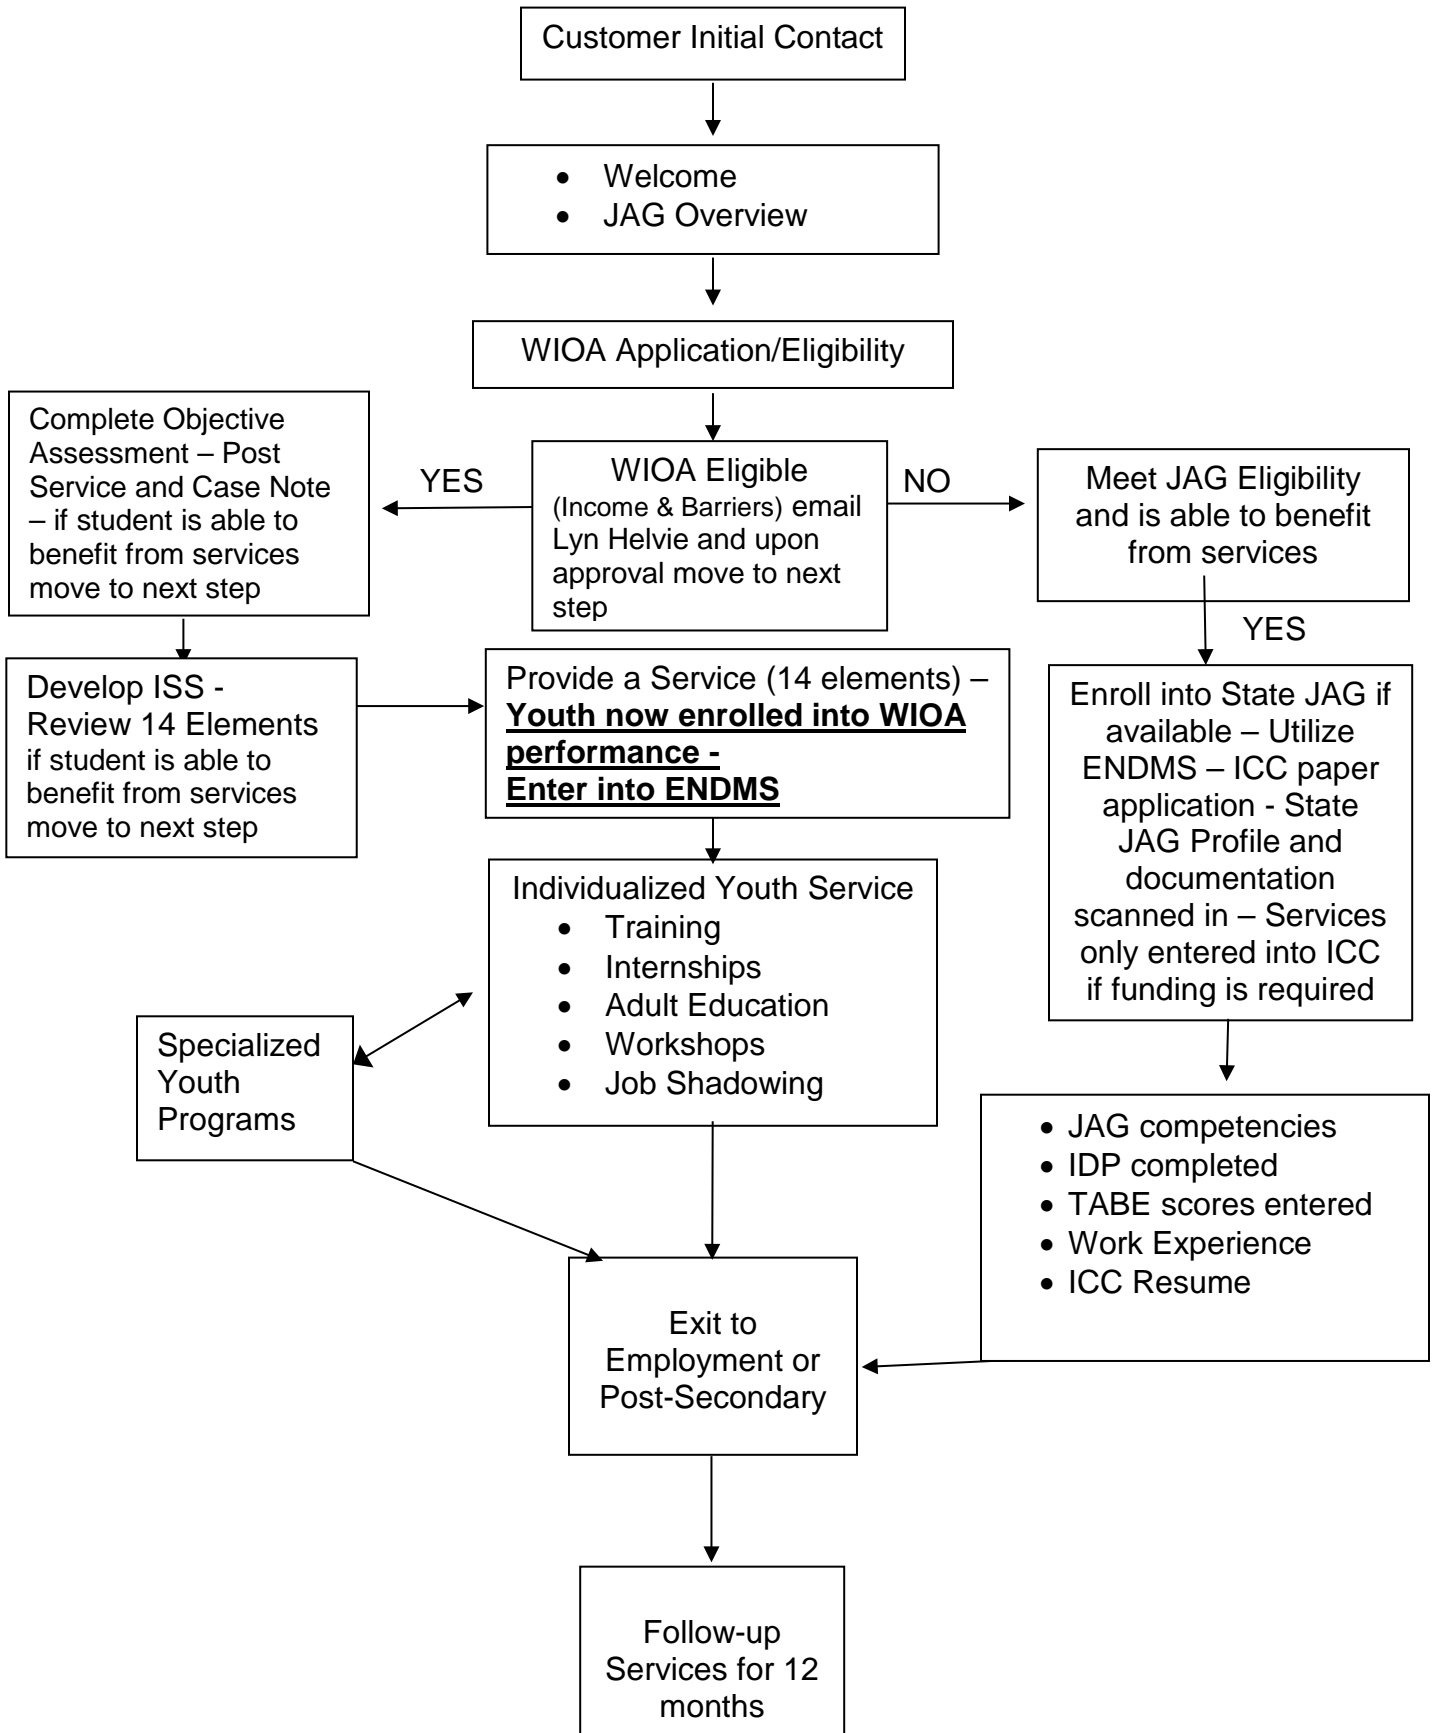 Customer Initial Contact
• Welcome
• JAG Overview
WIOA Application/Eligibility
WIOA Eligible
(Income & Barriers) email
Lyn Helvie and upon
approval move to next
step
YES
NO
Complete Objective
Assessment – Post
Service and Case Note
– if student is able to
benefit from services
move to next step
Meet JAG Eligibility
and is able to benefit
from services
YES
Develop ISS -
Review 14 Elements
if student is able to
benefit from services
move to next step
Provide a Service (14 elements) –
Youth now enrolled into WIOA
performance -
Enter into ENDMS
Enroll into State JAG if
available – Utilize
ENDMS – ICC paper
application - State
JAG Profile and
documentation
scanned in – Services
only entered into ICC
if funding is required
Individualized Youth Service
• Training
• Internships
• Adult Education
• Workshops
• Job Shadowing
Specialized
Youth
Programs
• JAG competencies
• IDP completed
• TABE scores entered
• Work Experience
• ICC Resume
Exit to
Employment or
Post-Secondary
Follow-up
Services for 12
months